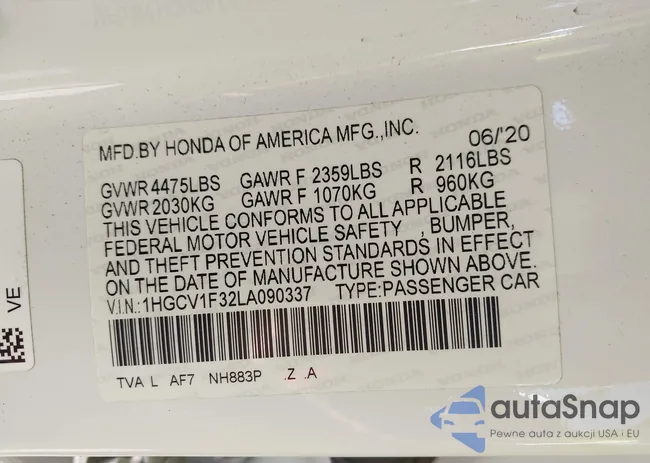 MFD.BY HONDA OF AMERICA MFG.,INC. 06/'20
GVWR 4475LBS GAWR F 2359LBS R 2116LBS
GVWR 2030KG GAWR F 1070KG R 960KG
THIS VEHICLE CONFORMS TO ALL APPLICABLE
FEDERAL MOTOR VEHICLE SAFETY , BUMPER,
AND THEFT PREVENTION STANDARDS IN EFFECT
ON THE DATE OF MANUFACTURE SHOWN ABOVE.
V.I.N.:1HGCV1F32LA090337 TYPE:PASSENGER CAR
TVA L AF7 NH883P .Z .A
VE
autaSnap
Pewne auta z aukcji USA i EU